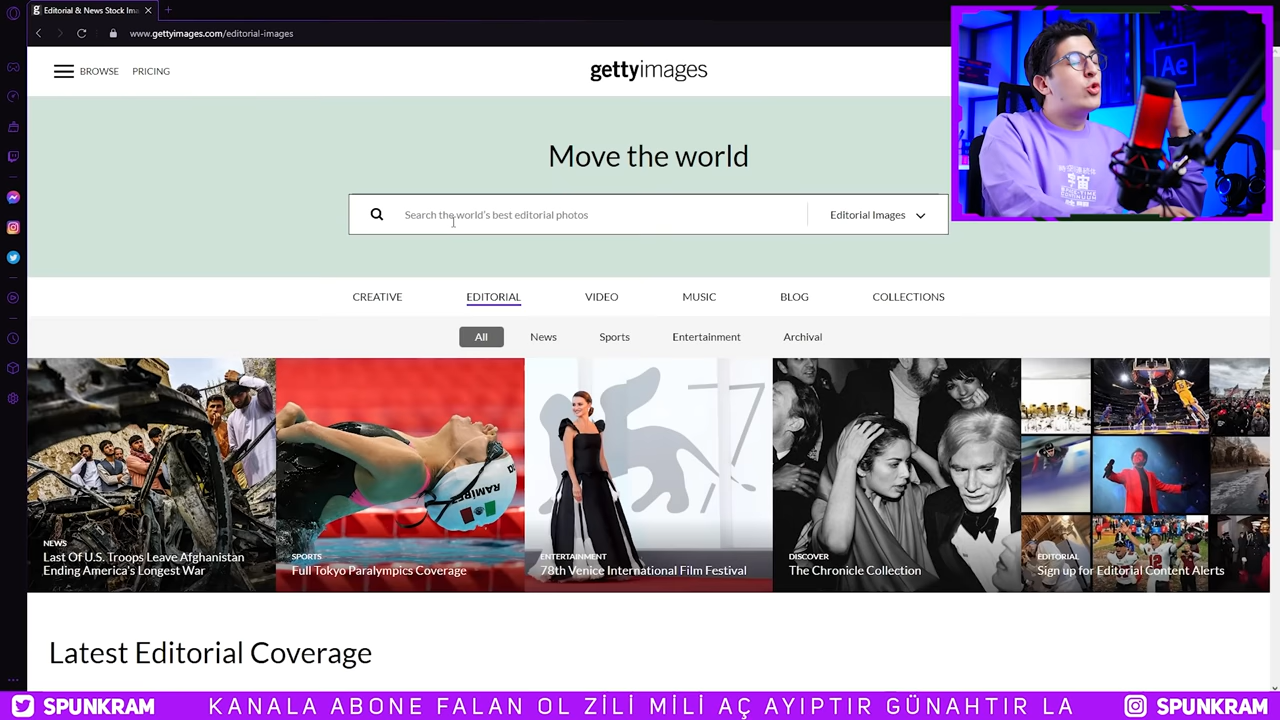 Editorial & News Stock Ima
www.gettyimages.com/editorial-images
BROWSE PRICING
gettyimages
Ae
Move the world
Search the world's best editorial photos
Editorial Images
CREATIVE EDITORIAL VIDEO MUSIC BLOG COLLECTIONS
All News Sports Entertainment Archival
RAMÍRE
NEWS
Last Of U.S. Troops Leave Afghanistan
Ending America's Longest War
SPORTS
Full Tokyo Paralympics Coverage
ENTERTAINMENT
78th Venice International Film Festival
DISCOVER
The Chronicle Collection
EDITORIAL
Sign up for Editorial Content Alerts
Latest Editorial Coverage
SPUNKRAM KANALA ABONE FALAN OL ZİLİ MİLİ AÇ AYIPTIR GÜNAHTIR LA SPUNKRAM